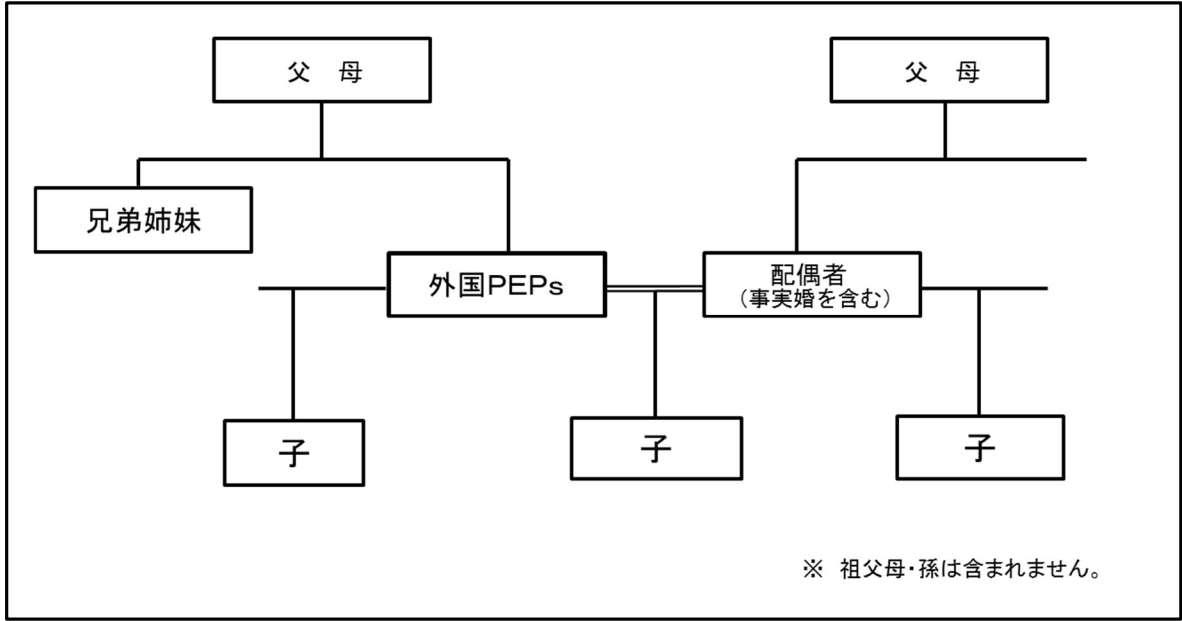 父　母
父　母
兄弟姉妹
外国PEPs
配偶者
（事実婚を含む）
子
子
子
※　祖父母・孫は含まれません。